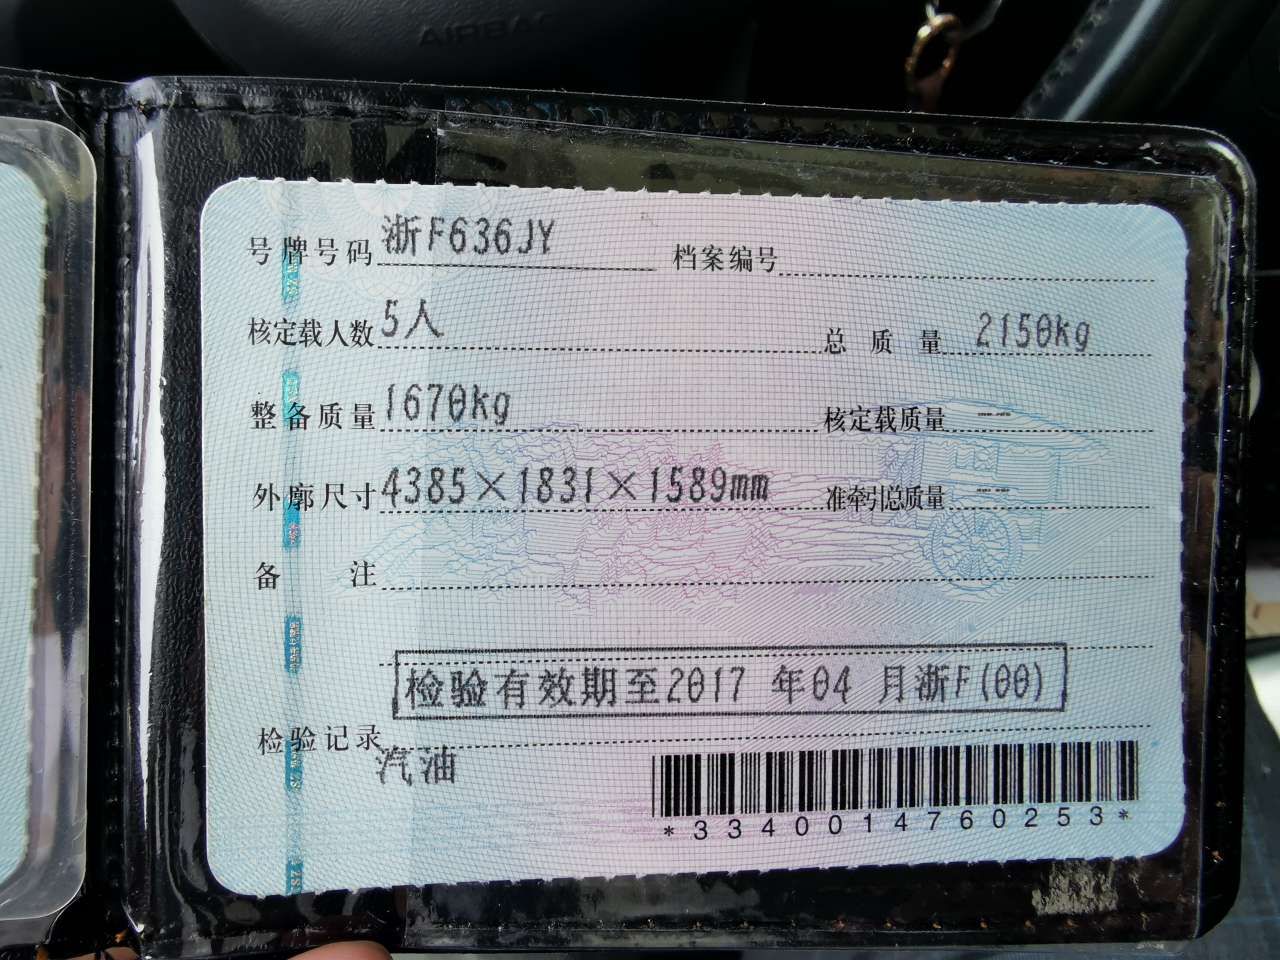 AIRBAG
号牌号码 浙F636JY 档案编号
核定载人数 5人 总质量 2150kg
整备质量 1670kg 核定载质量 ---
外廓尺寸 4385×1831×1589mm 准牵引总质量 ---
备注
检验有效期至2017 年04 月浙F(00)
检验记录
汽油
*3340014760253*